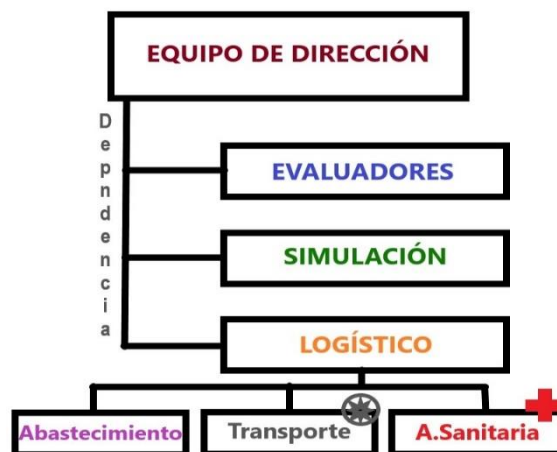 EQUIPO DE DIRECCIÓN
Depndencia
EVALUADORES
SIMULACIÓN
LOGÍSTICO
Abastecimiento
Transporte
A.Sanitaria